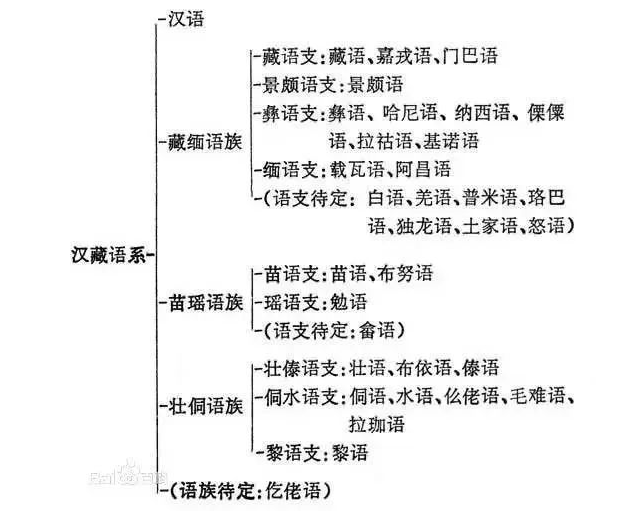 汉语
藏语支:藏语、嘉戎语、门巴语
景颇语支:景颇语
彝语支:彝语、哈尼语、纳西语、傈僳
语、拉祜语、基诺语
藏缅语族
缅语支:载瓦语、阿昌语
(语支待定:白语、羌语、普米语、珞巴
语、独龙语、土家语、怒语)
汉藏语系
苗语支:苗语、布努语
苗瑶语族
瑶语支:勉语
(语支待定:畲语)
壮傣语支:壮语、布依语、傣语
侗水语支:侗语、水语、仫佬语、毛难语、
壮侗语族
拉珈语
黎语支:黎语
Bai百科
(语族待定:仡佬语)